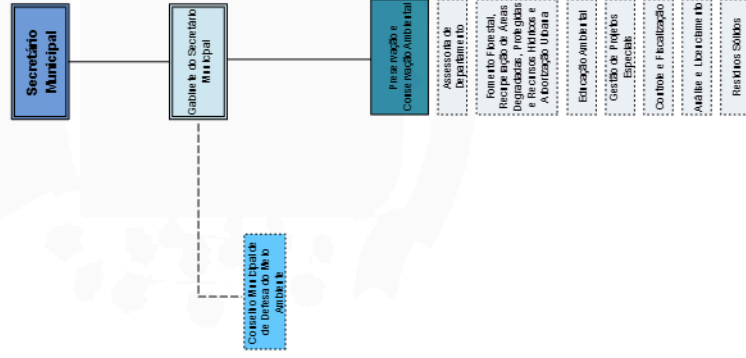 Secretário
Municipal
Gabinete do Secretário
Municipal
Conselho Municipal de
Defesa do Meio
Ambiente
Preservação e
Conservação Ambiental
Assessoria de
Departamento
Fomento Florestal,
Recuperação de Áreas
Degradadas, Protegidas
e Recursos Hídricos e
Arborização Urbana
Educação Ambiental
Gestão de Projetos
Especiais
Controle e Fiscalização
Análise e Licenciamento
Resíduos Sólidos